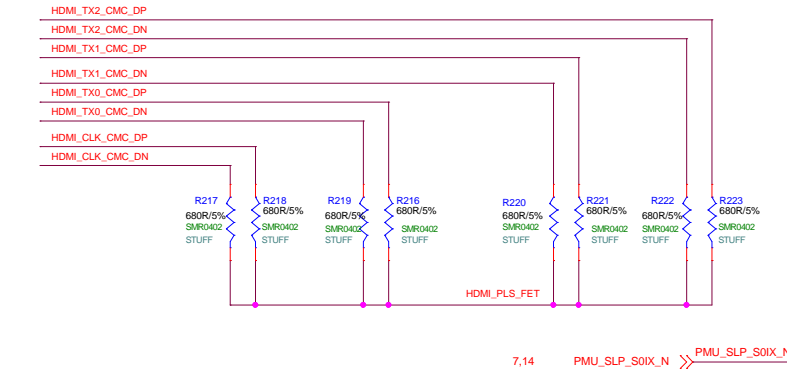 HDMI_TX2_CMC_DP
HDMI_TX2_CMC_DN
HDMI_TX1_CMC_DP
HDMI_TX1_CMC_DN
HDMI_TX0_CMC_DP
HDMI_TX0_CMC_DN
HDMI_CLK_CMC_DP
HDMI_CLK_CMC_DN
R217 R218 R219 R216 R220 R221 R222 R223
680R/5% 680R/5% 680R/5% 680R/5% 680R/5% 680R/5% 680R/5% 680R/5%
SMR0402 SMR0402 SMR0402 SMR0402 SMR0402 SMR0402 SMR0402 SMR0402
STUFF STUFF STUFF STUFF STUFF STUFF STUFF STUFF
HDMI_PLS_FET
7,14 PMU_SLP_S0IX_N PMU_SLP_S0IX_N